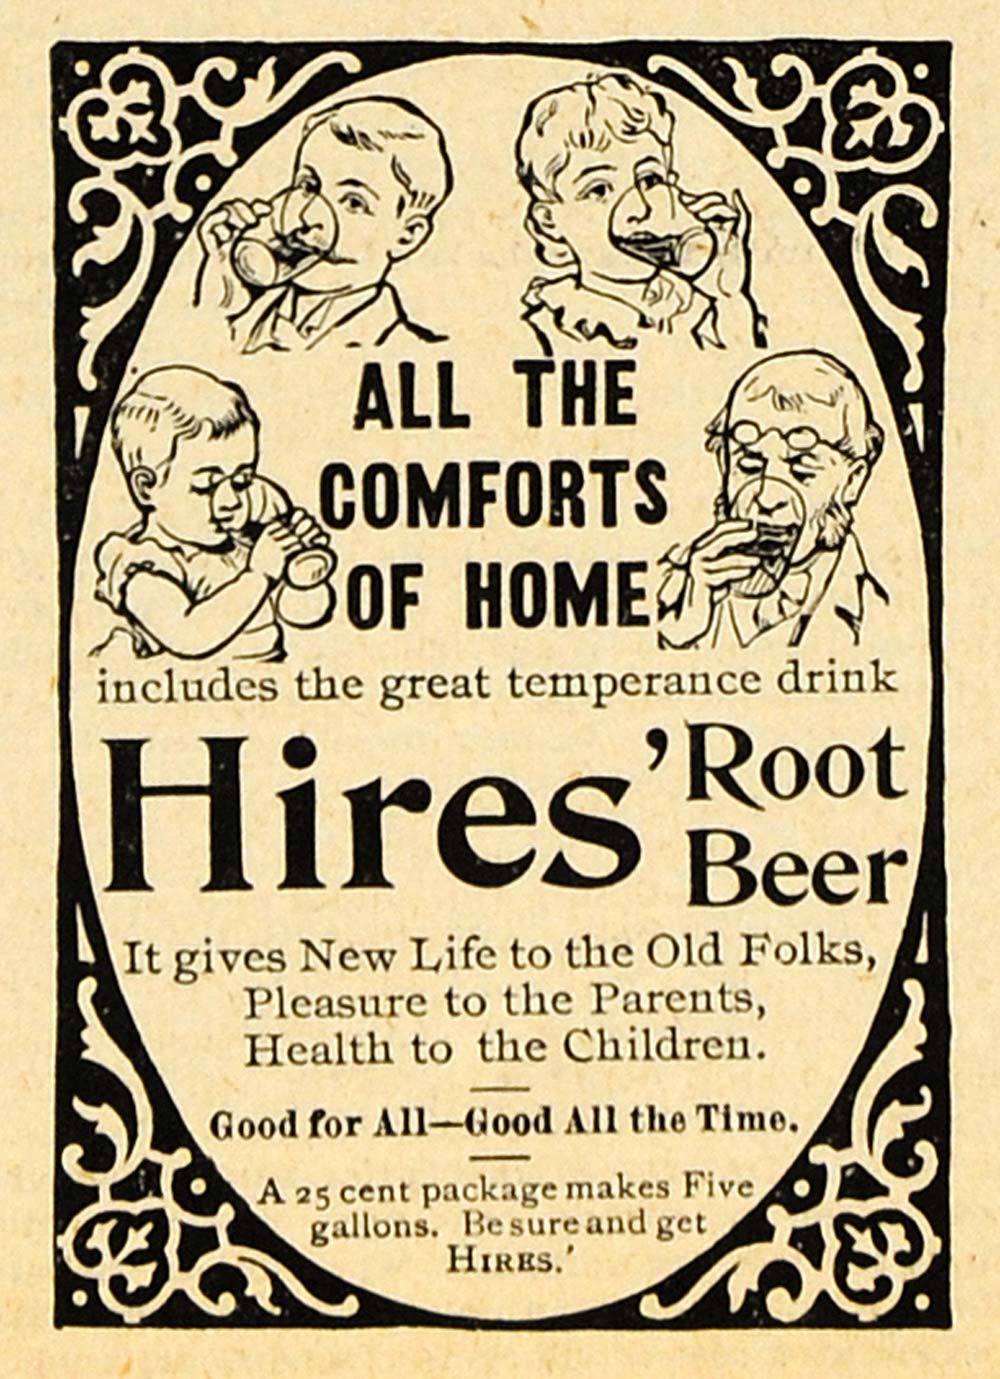 ALL THE
COMFORTS
OF HOME
includes the great temperance drink
Hires' Root
Beer
It gives New Life to the Old Folks,
Pleasure to the Parents,
Health to the Children.
Good for All—Good All the Time.
A 25 cent package makes Five
gallons. Be sure and get
HIRES.'